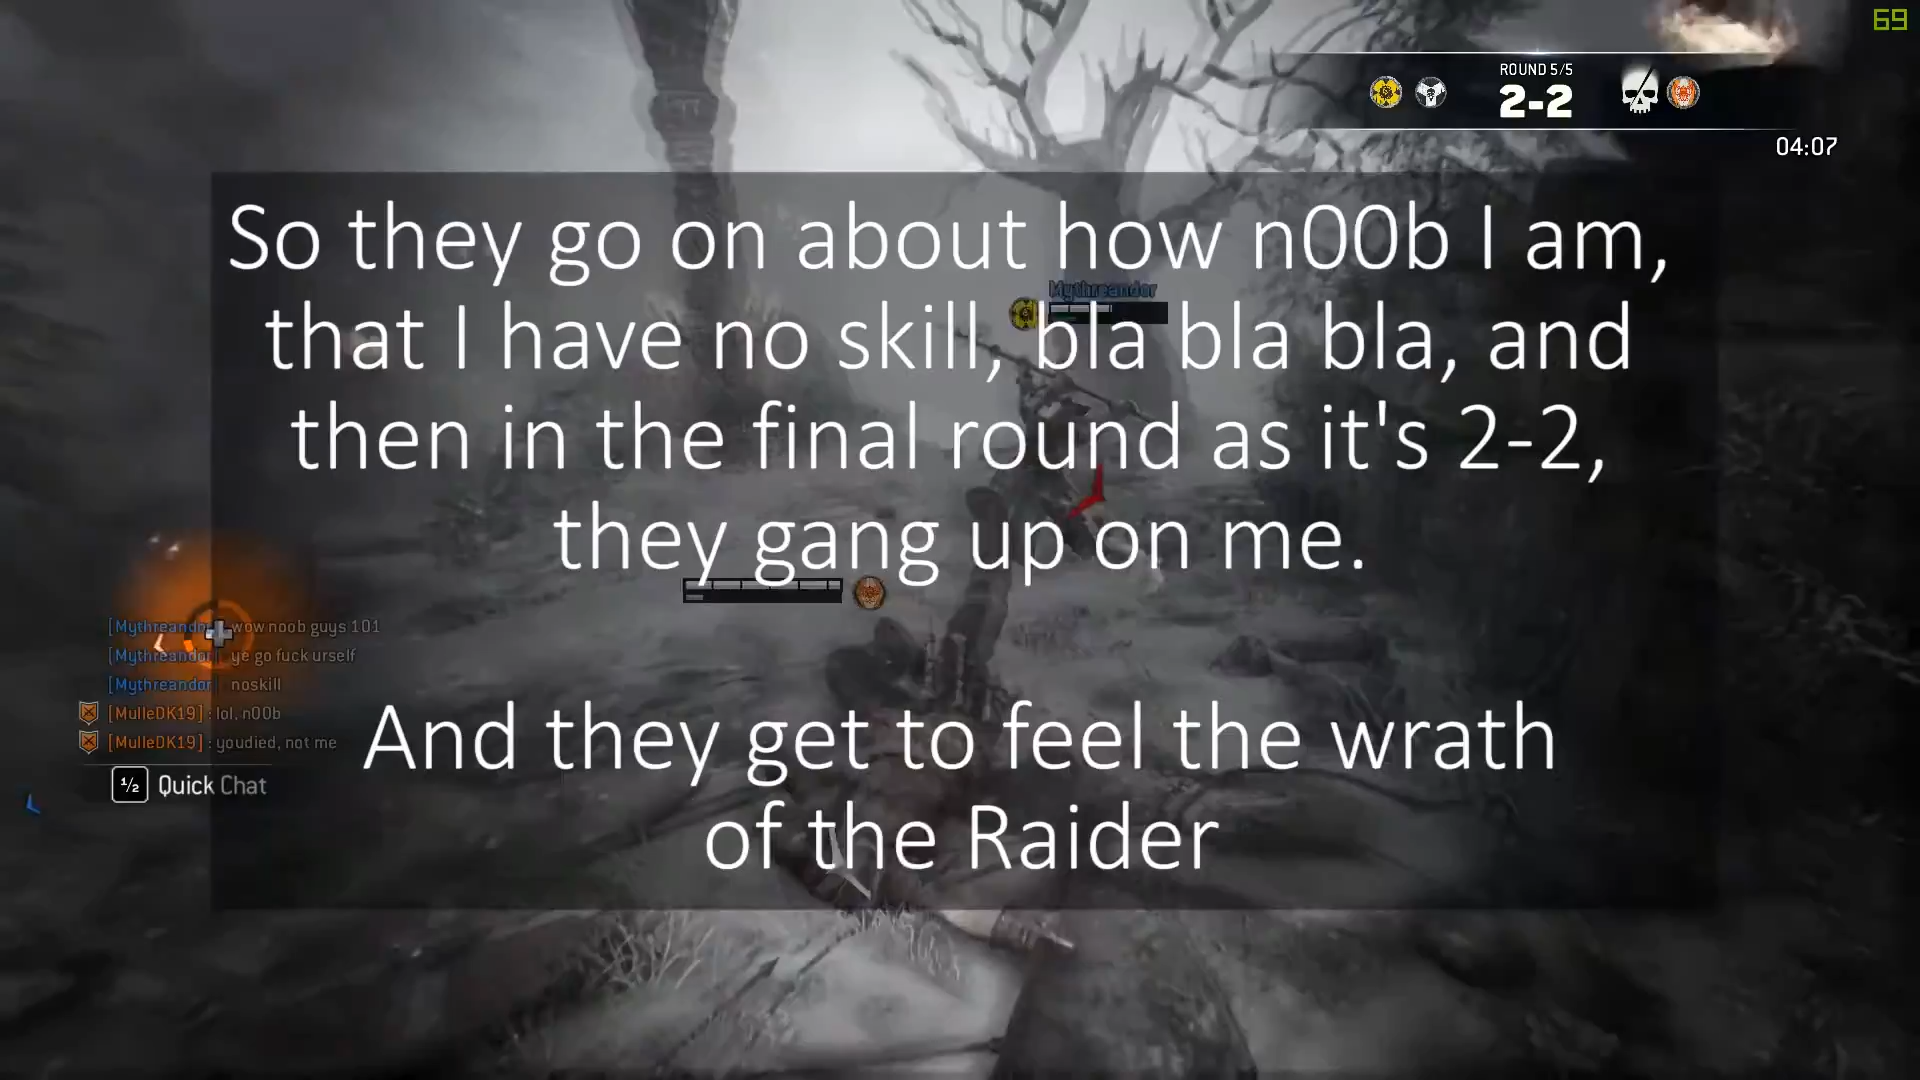 69
ROUND 5/5
2-2
04:07
So they go on about how n00b I am,
that I have no skill, bla bla bla, and
then in the final round as it's 2-2,
they gang up on me.
And they get to feel the wrath
of the Raider
Mythreandor
[Mythreandor] : wow noob guys 101
[Mythreandor] : ye go fuck urself
[Mythreandor] : noskill
[MulleDK19] : lol, n00b
[MulleDK19] : youdied, not me
1/2 Quick Chat